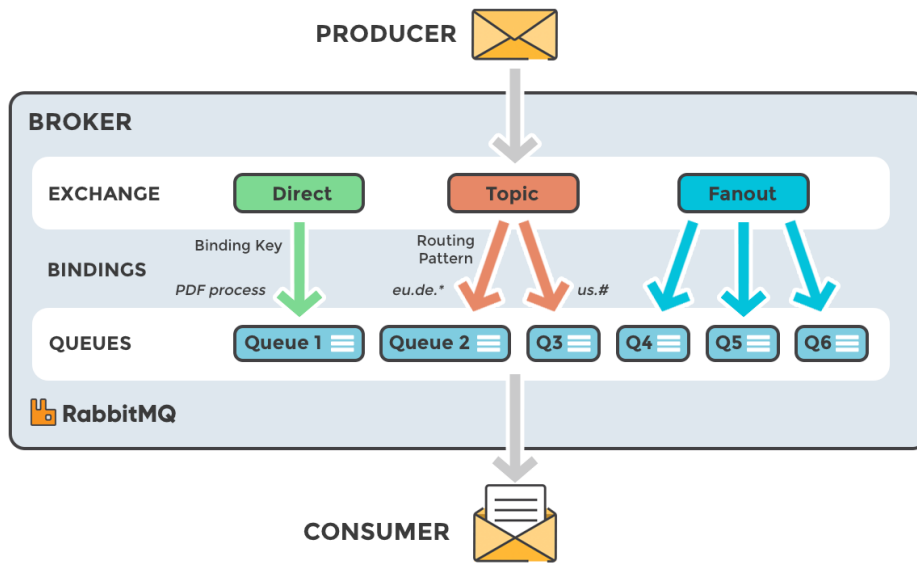 PRODUCER
BROKER
EXCHANGE
Direct
Topic
Fanout
Binding Key
Routing
Pattern
BINDINGS
PDF process
eu.de.*
us.#
QUEUES
Queue 1
Queue 2
Q3
Q4
Q5
Q6
RabbitMQ
CONSUMER